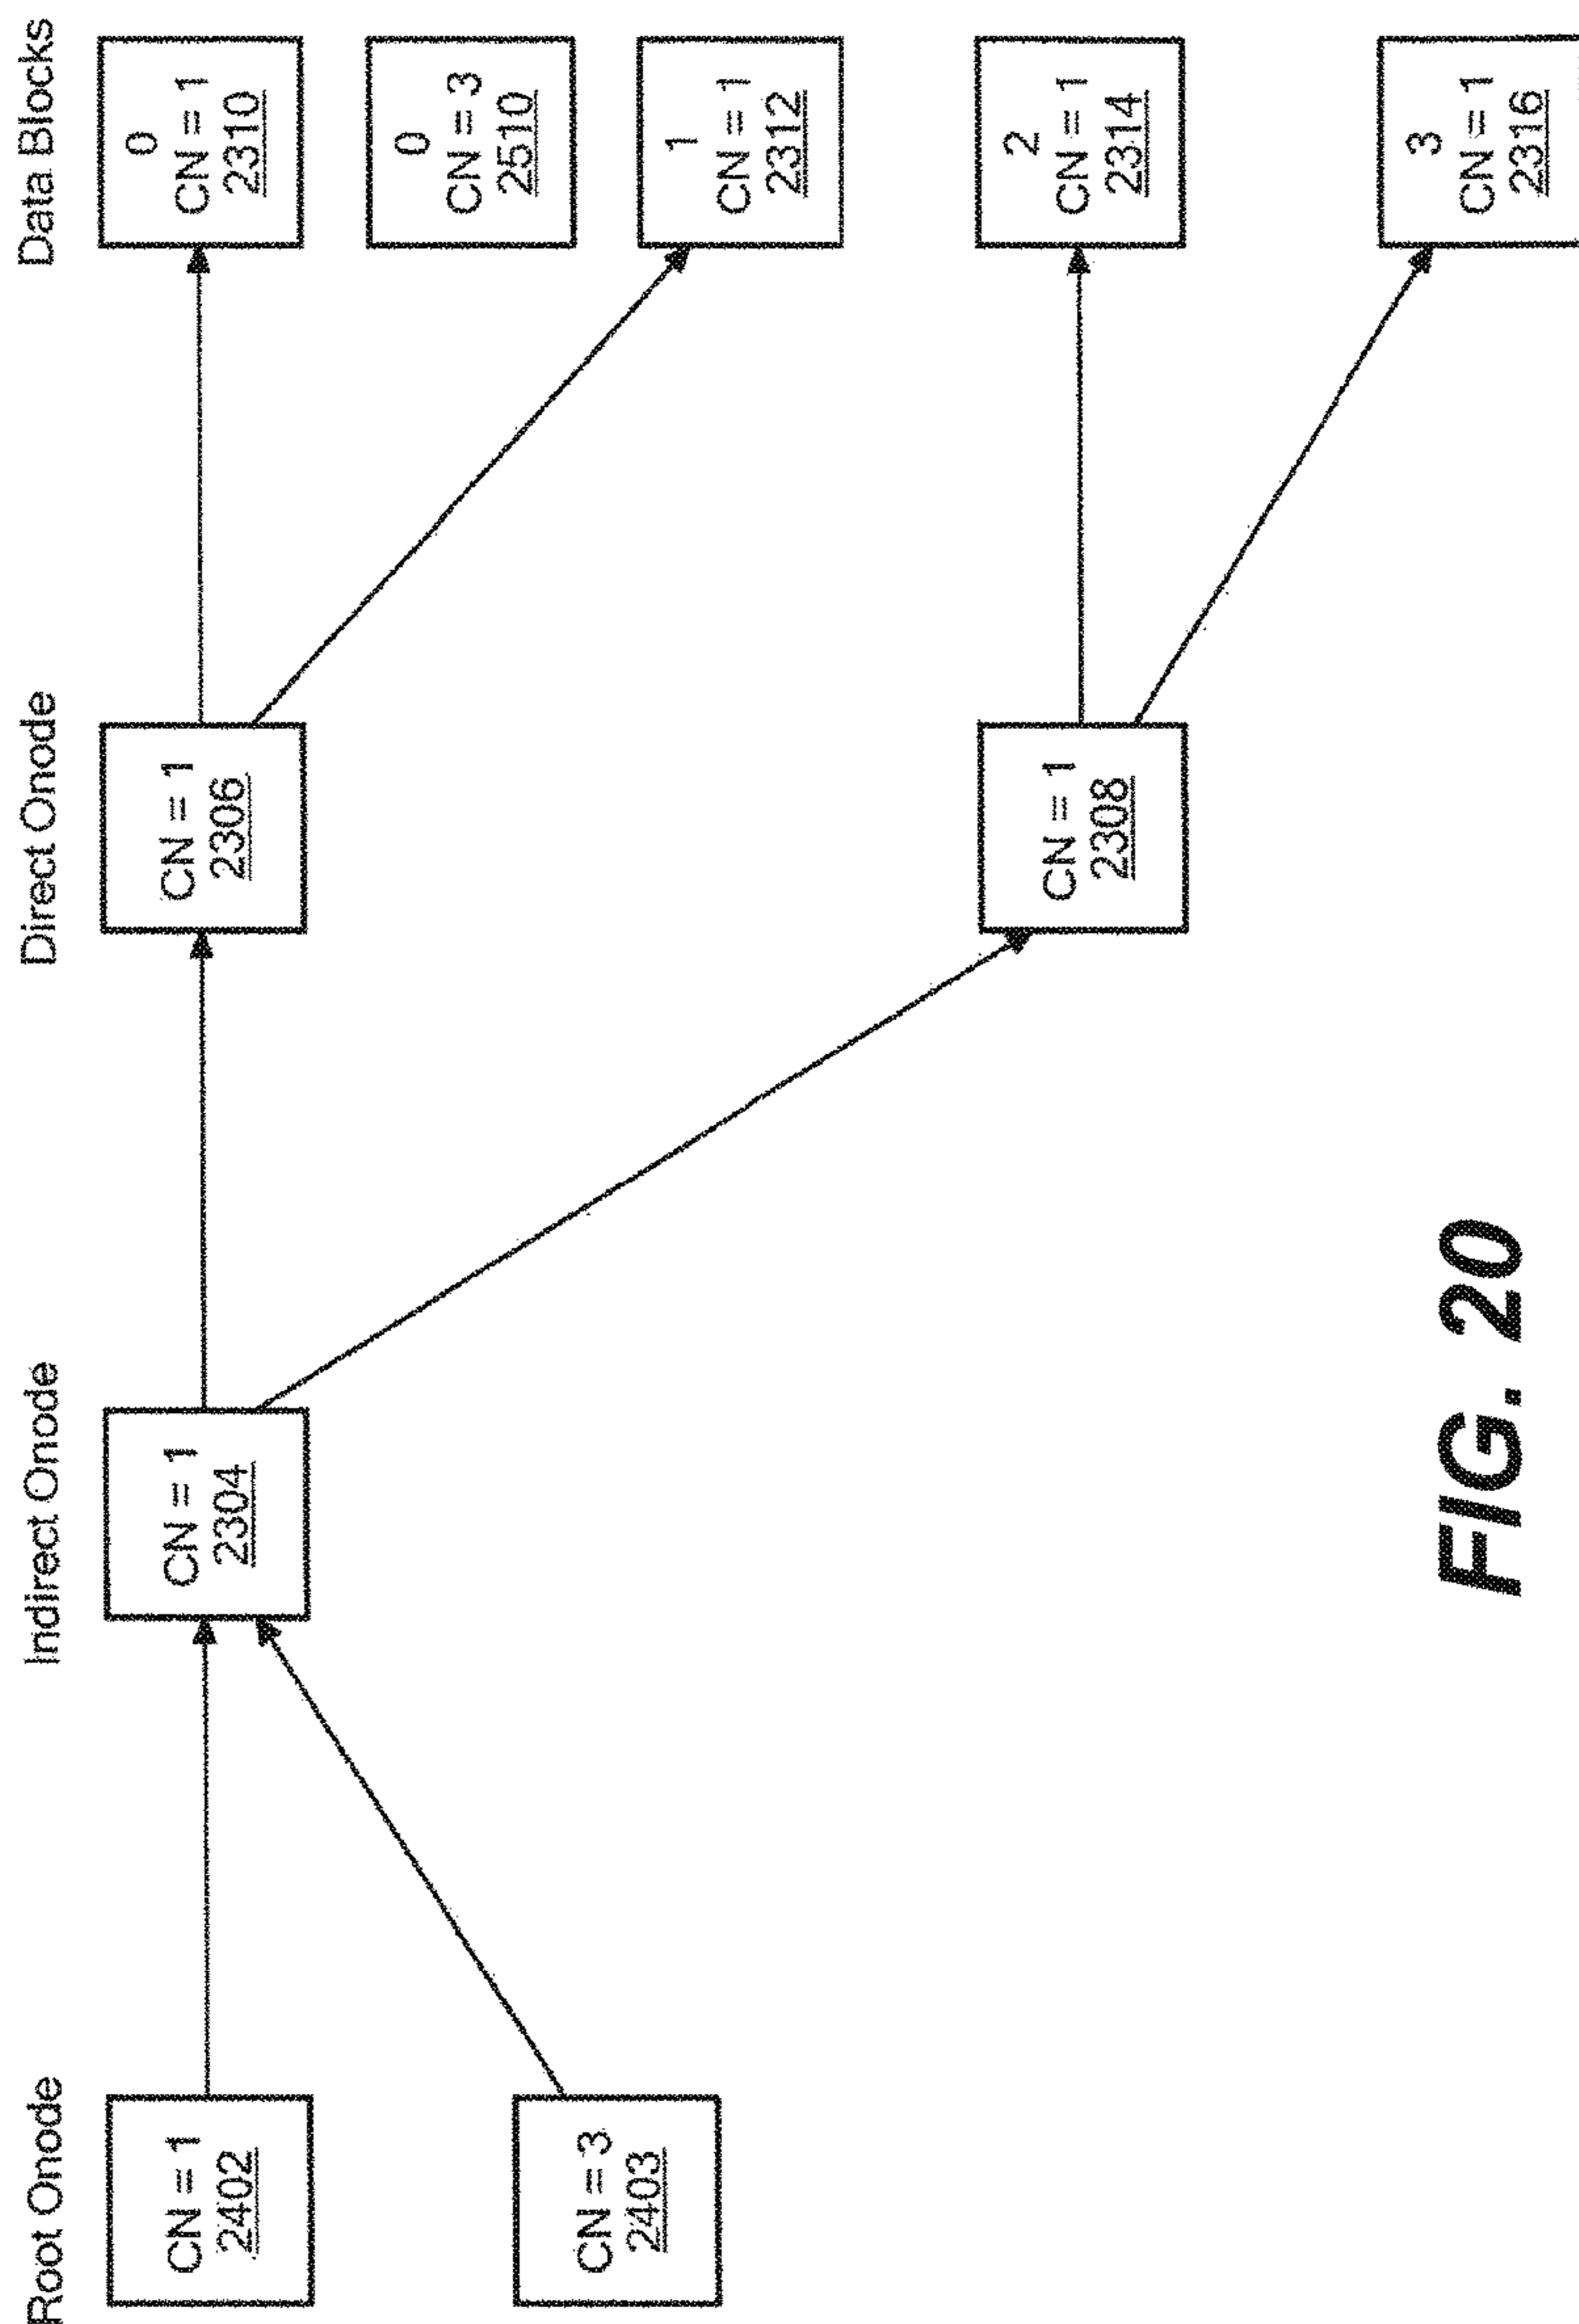 Root Onode
Indirect Onode
Direct Onode
Data Blocks
CN = 1
2402
CN = 1
2304
CN = 1
2306
0
CN = 1
2310
0
CN = 3
2510
CN = 3
2403
1
CN = 1
2312
CN = 1
2308
2
CN = 1
2314
3
CN = 1
2316
FIG. 20